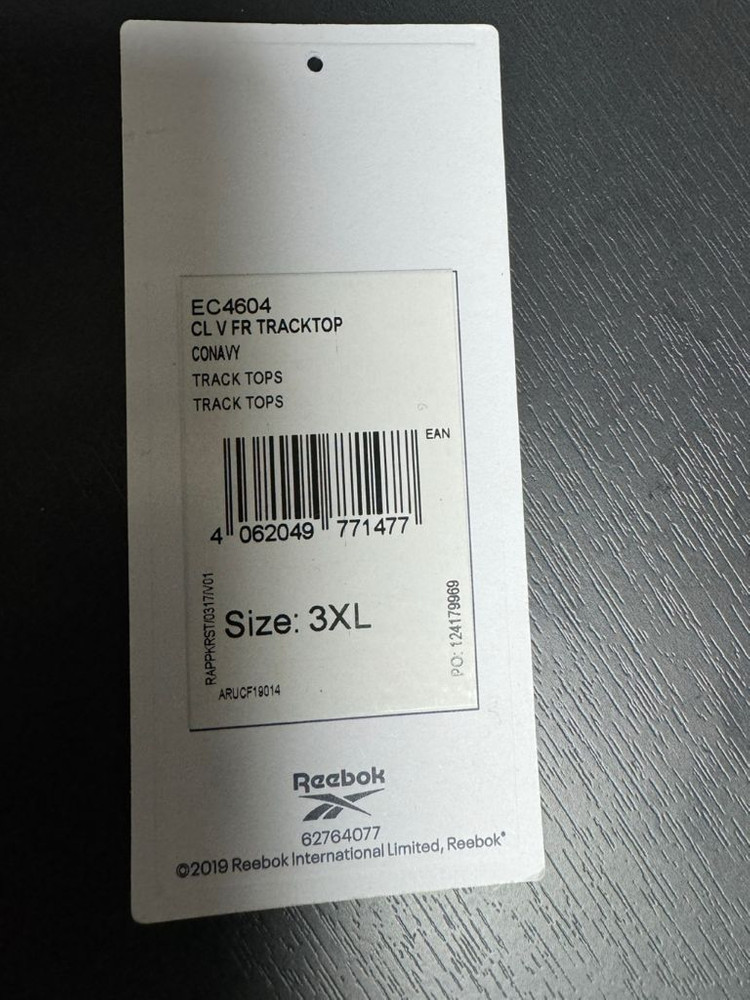 EC4604
CL V FR TRACKTOP
CONAVY
TRACK TOPS
TRACK TOPS
EAN
4 062049 771477
RAPPKRST/0317/V01
Size: 3XL
PO: 124179969
ARUCF19014
Reebok
62764077
©2019 Reebok International Limited, Reebok®